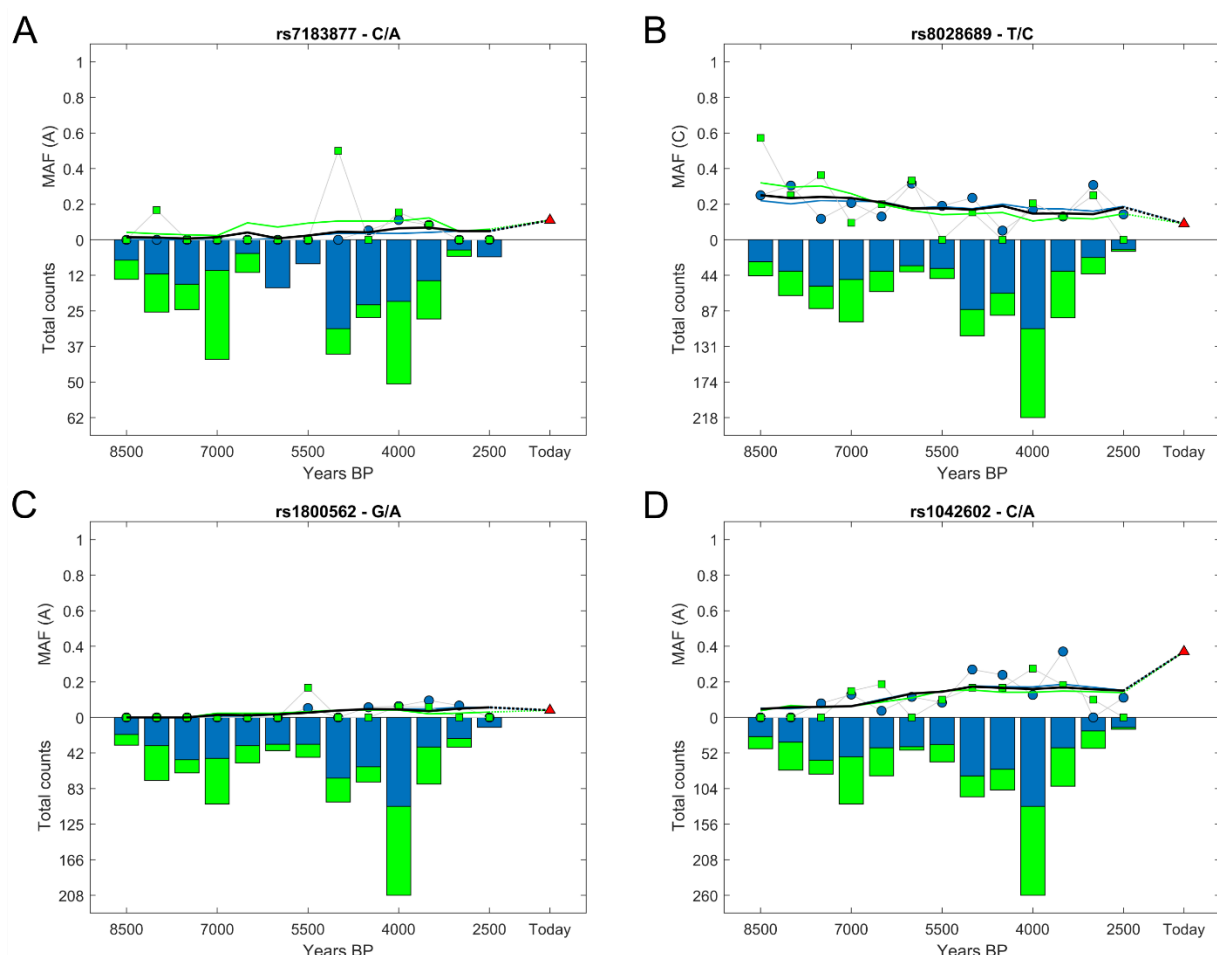 A
rs7183877 - C/A
1
0.8
0.6
0.4
0.2
0
12
25
37
50
62
MAF (A)
Total counts
8500 7000 5500 4000 2500 Today
Years BP
B
rs8028689 - T/C
1
0.8
0.6
0.4
0.2
0
44
87
131
174
218
MAF (C)
Total counts
8500 7000 5500 4000 2500 Today
Years BP
C
rs1800562 - G/A
1
0.8
0.6
0.4
0.2
0
42
83
125
166
208
MAF (A)
Total counts
8500 7000 5500 4000 2500 Today
Years BP
D
rs1042602 - C/A
1
0.8
0.6
0.4
0.2
0
52
104
156
208
260
MAF (A)
Total counts
8500 7000 5500 4000 2500 Today
Years BP